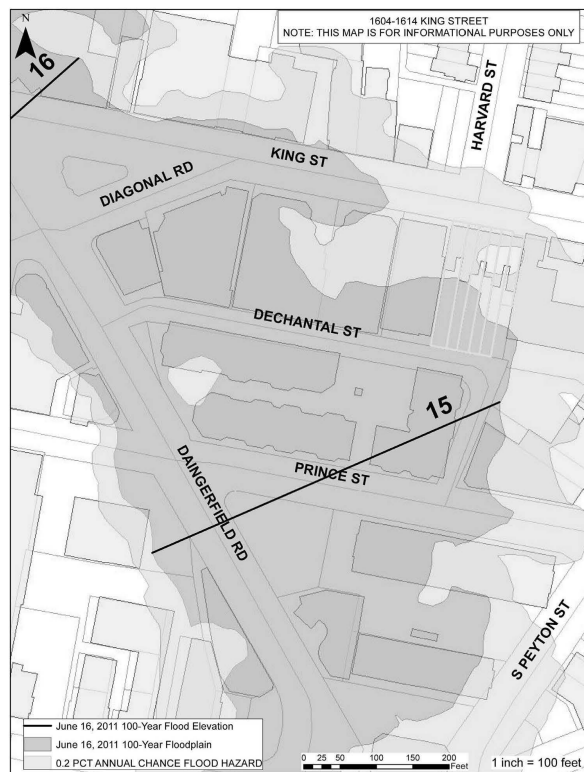 1604-1614 KING STREET
NOTE: THIS MAP IS FOR INFORMATIONAL PURPOSES ONLY
N
16
HARVARD ST
KING ST
DIAGONAL RD
DECHANTAL ST
15
PRINCE ST
DAINGERFIELD RD
S PEYTON ST
June 16, 2011 100-Year Flood Elevation
June 16, 2011 100-Year Floodplain
0.2 PCT ANNUAL CHANCE FLOOD HAZARD
0 25 50 100 150 200
Feet
1 inch = 100 feet